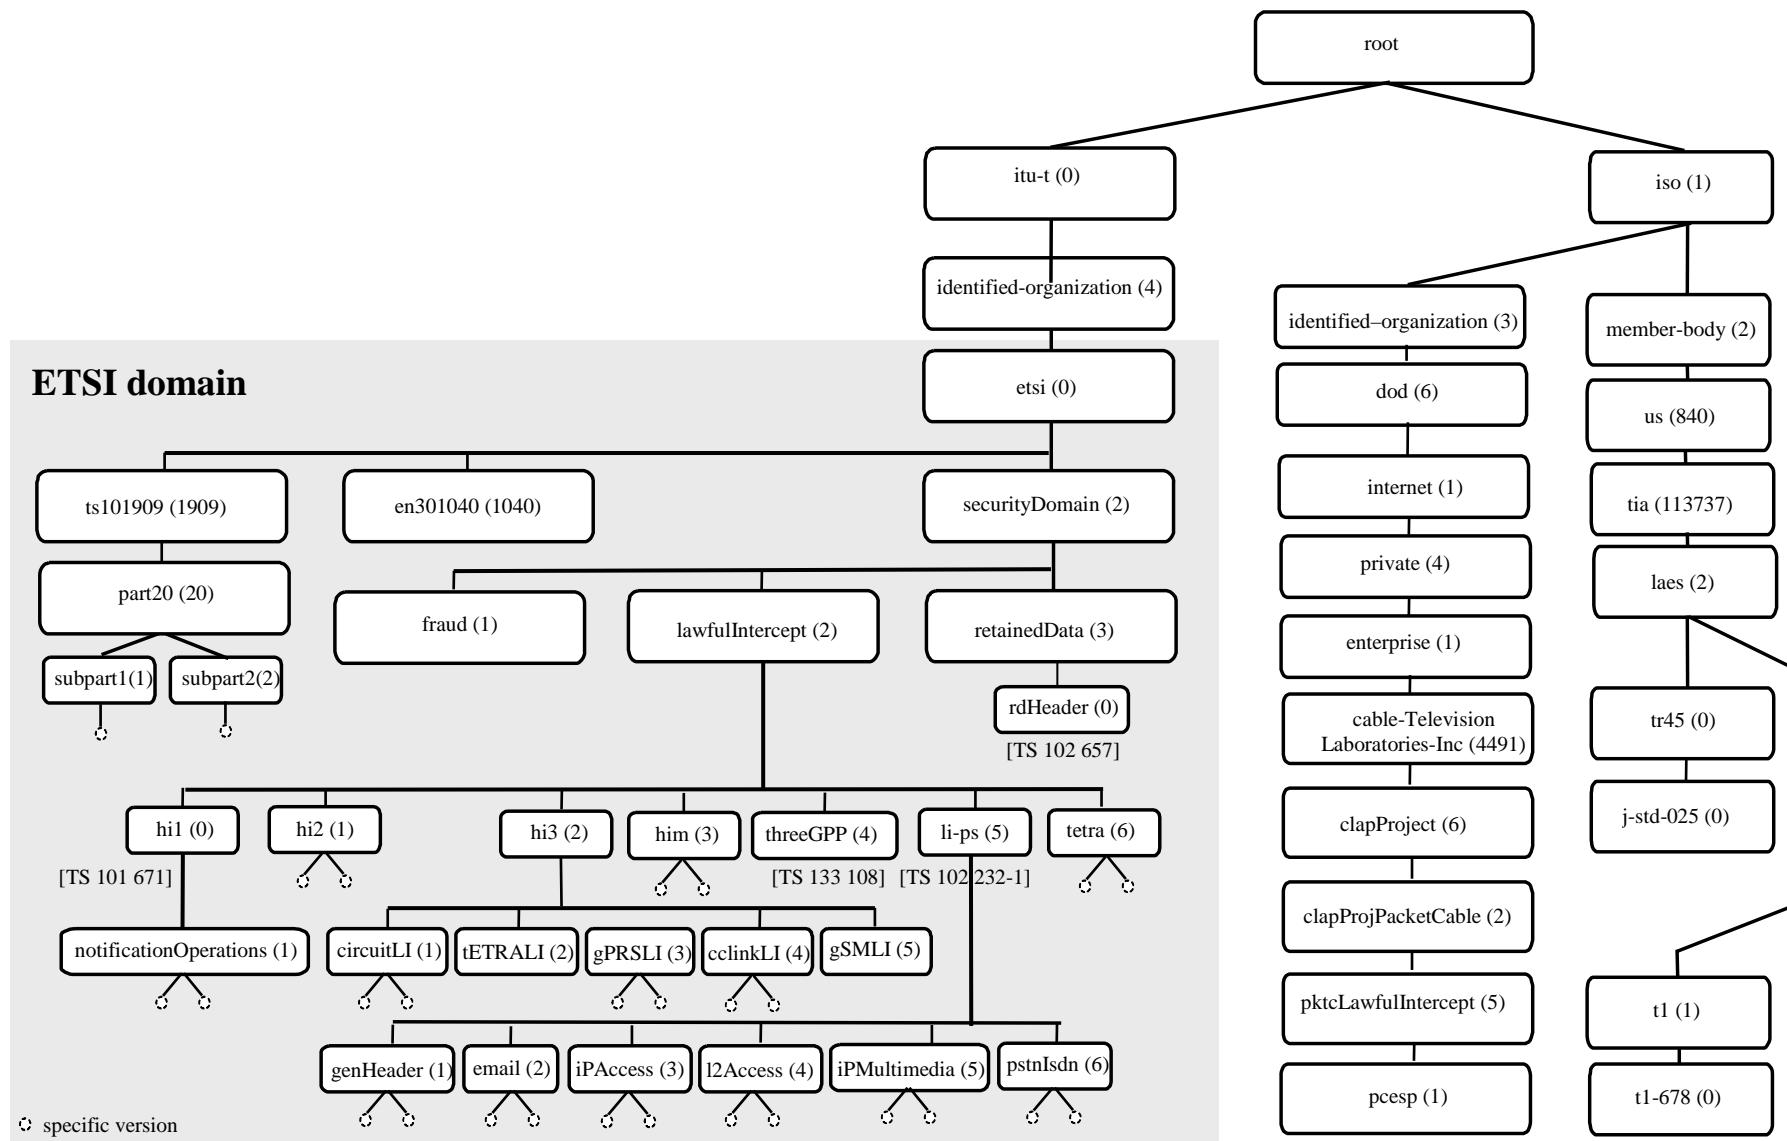 root
itu-t (0)
iso (1)
identified-organization (4)
identified–organization (3)
member-body (2)
ETSI domain
etsi (0)
dod (6)
us (840)
ts101909 (1909)
en301040 (1040)
securityDomain (2)
internet (1)
tia (113737)
part20 (20)
fraud (1)
lawfulIntercept (2)
retainedData (3)
private (4)
laes (2)
subpart1(1)
subpart2(2)
rdHeader (0)
[TS 102 657]
enterprise (1)
cable-Television
Laboratories-Inc (4491)
tr45 (0)
hi1 (0)
hi2 (1)
hi3 (2)
him (3)
threeGPP (4)
li-ps (5)
tetra (6)
clapProject (6)
j-std-025 (0)
[TS 101 671]
[TS 133 108]
[TS 102 232-1]
notificationOperations (1)
circuitLI (1)
tETRALI (2)
gPRSLI (3)
cclinkLI (4)
gSMLI (5)
clapProjPacketCable (2)
pktcLawfulIntercept (5)
t1 (1)
genHeader (1)
email (2)
iPAccess (3)
l2Access (4)
iPMultimedia (5)
pstnIsdn (6)
pcesp (1)
t1-678 (0)
specific version